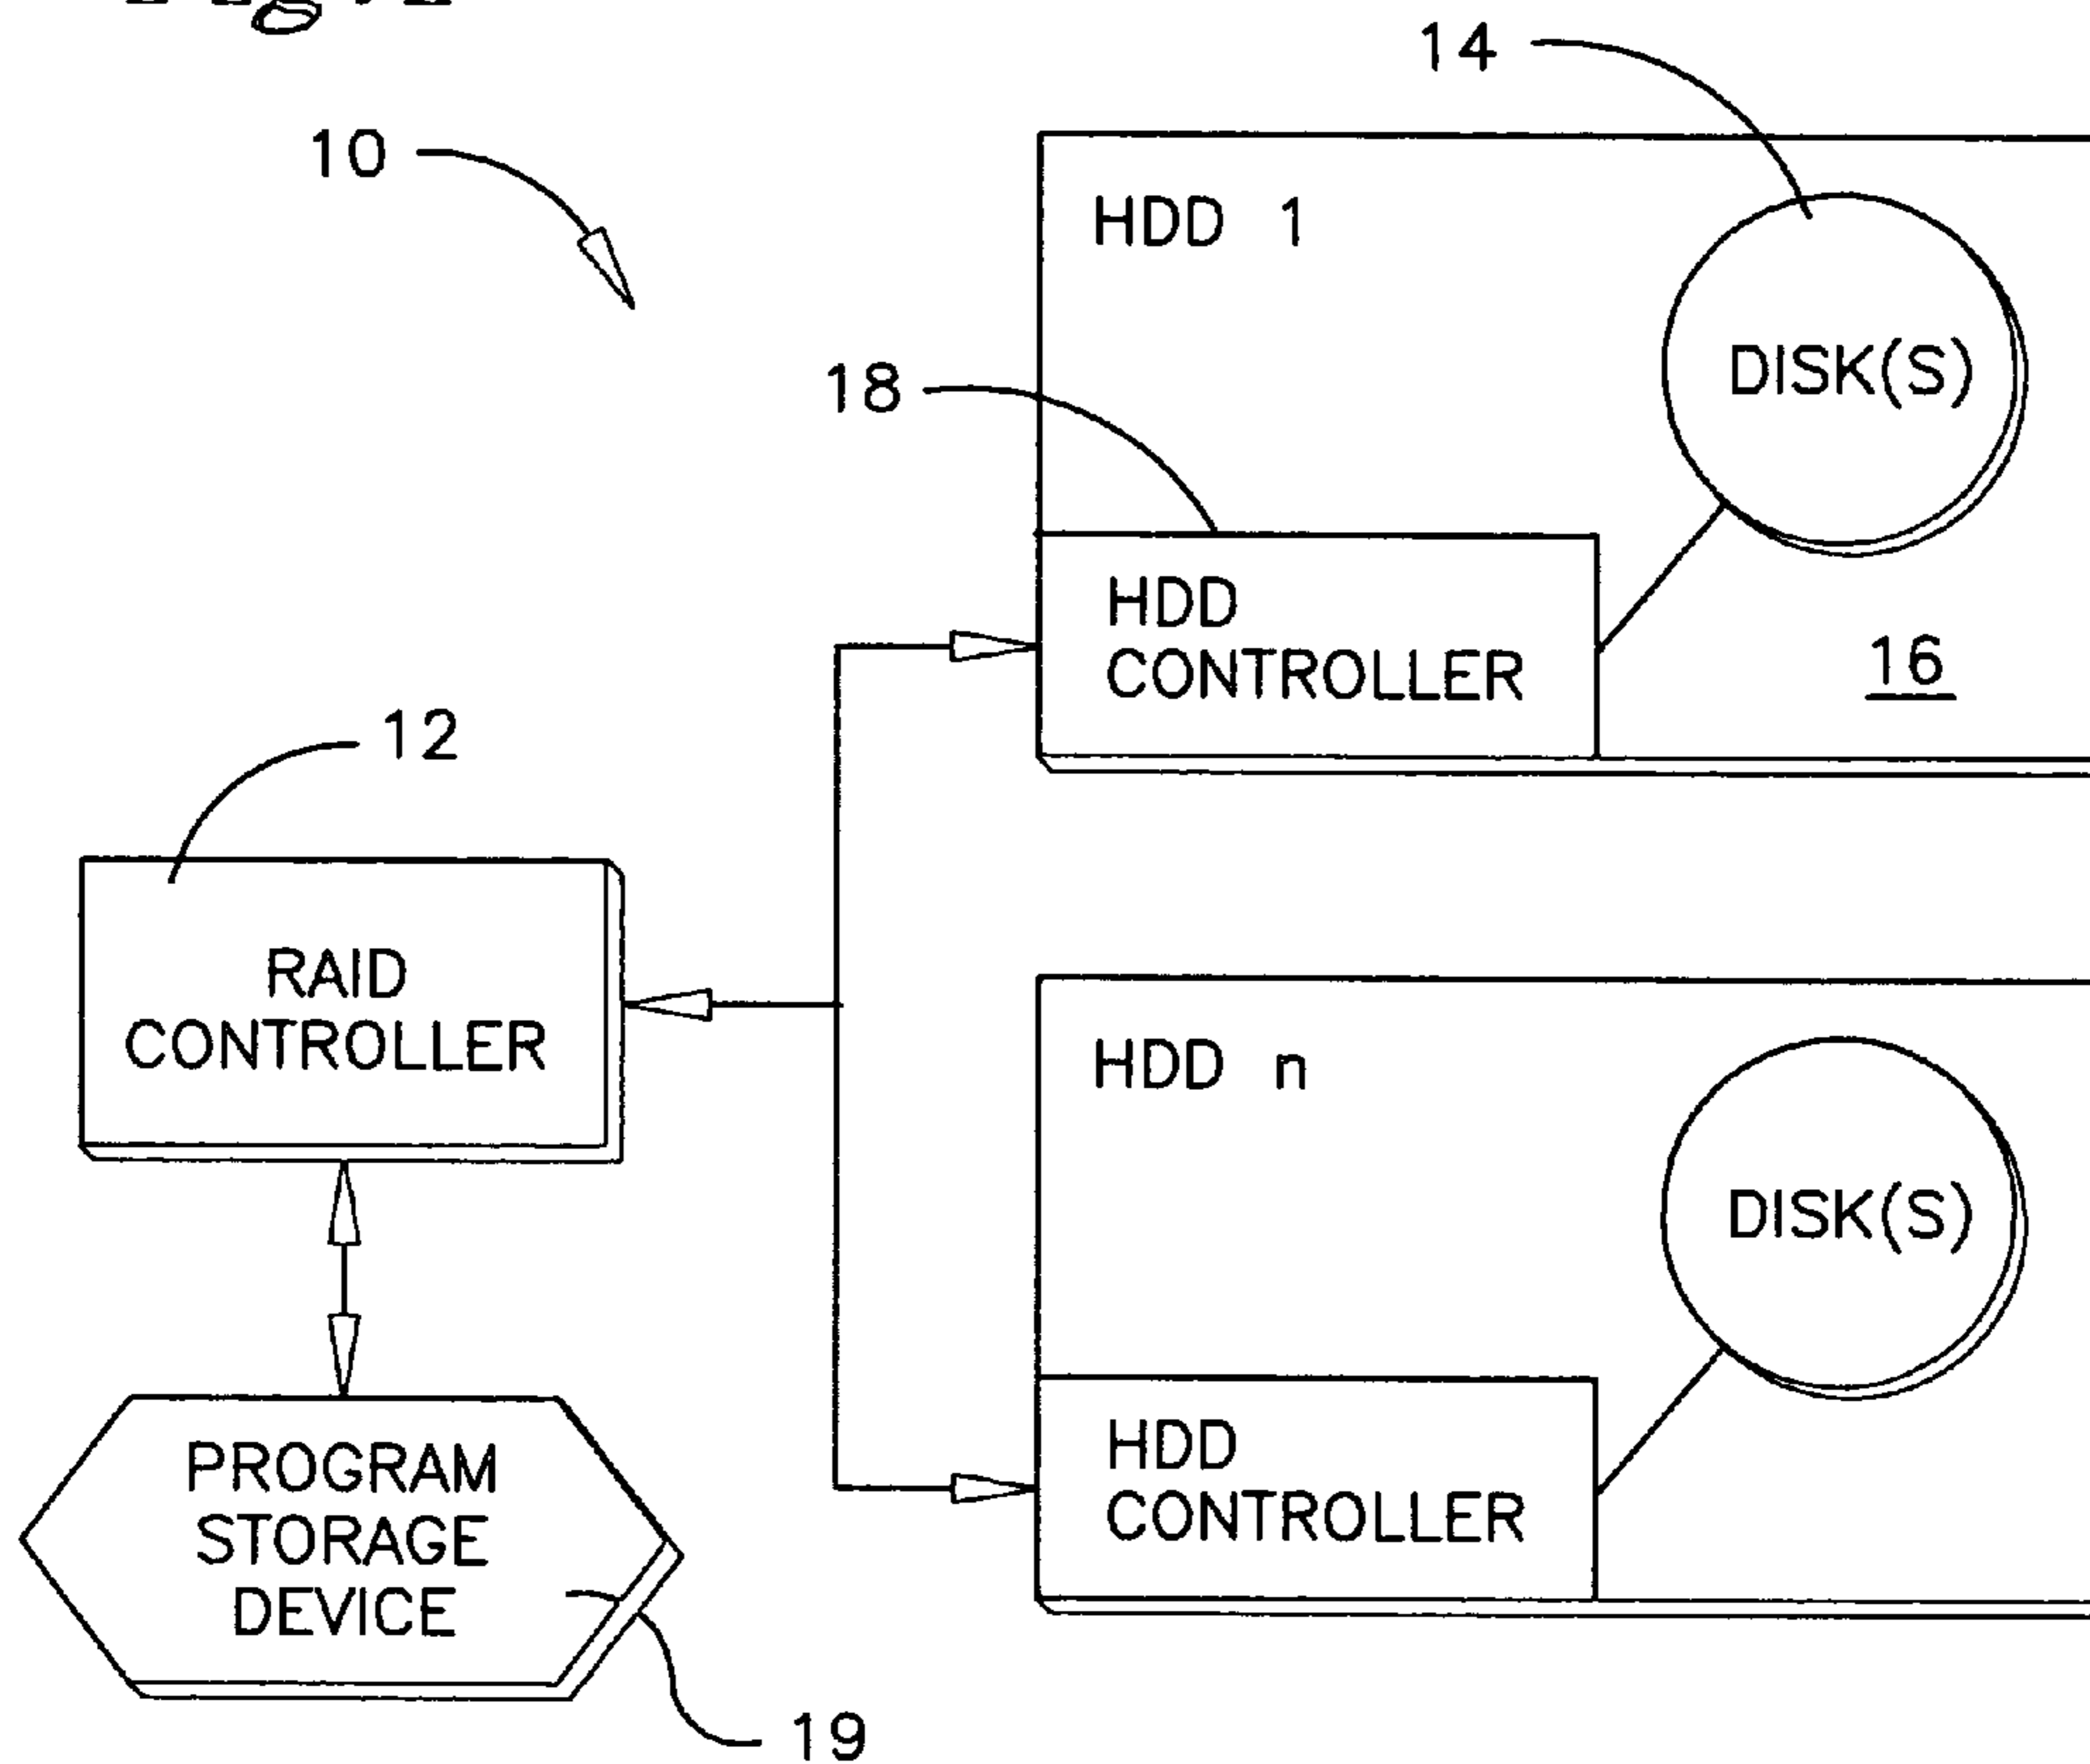 14
10
HDD 1
DISK(S)
18
HDD
CONTROLLER
16
12
RAID
CONTROLLER
HDD n
DISK(S)
HDD
CONTROLLER
PROGRAM
STORAGE
DEVICE
19